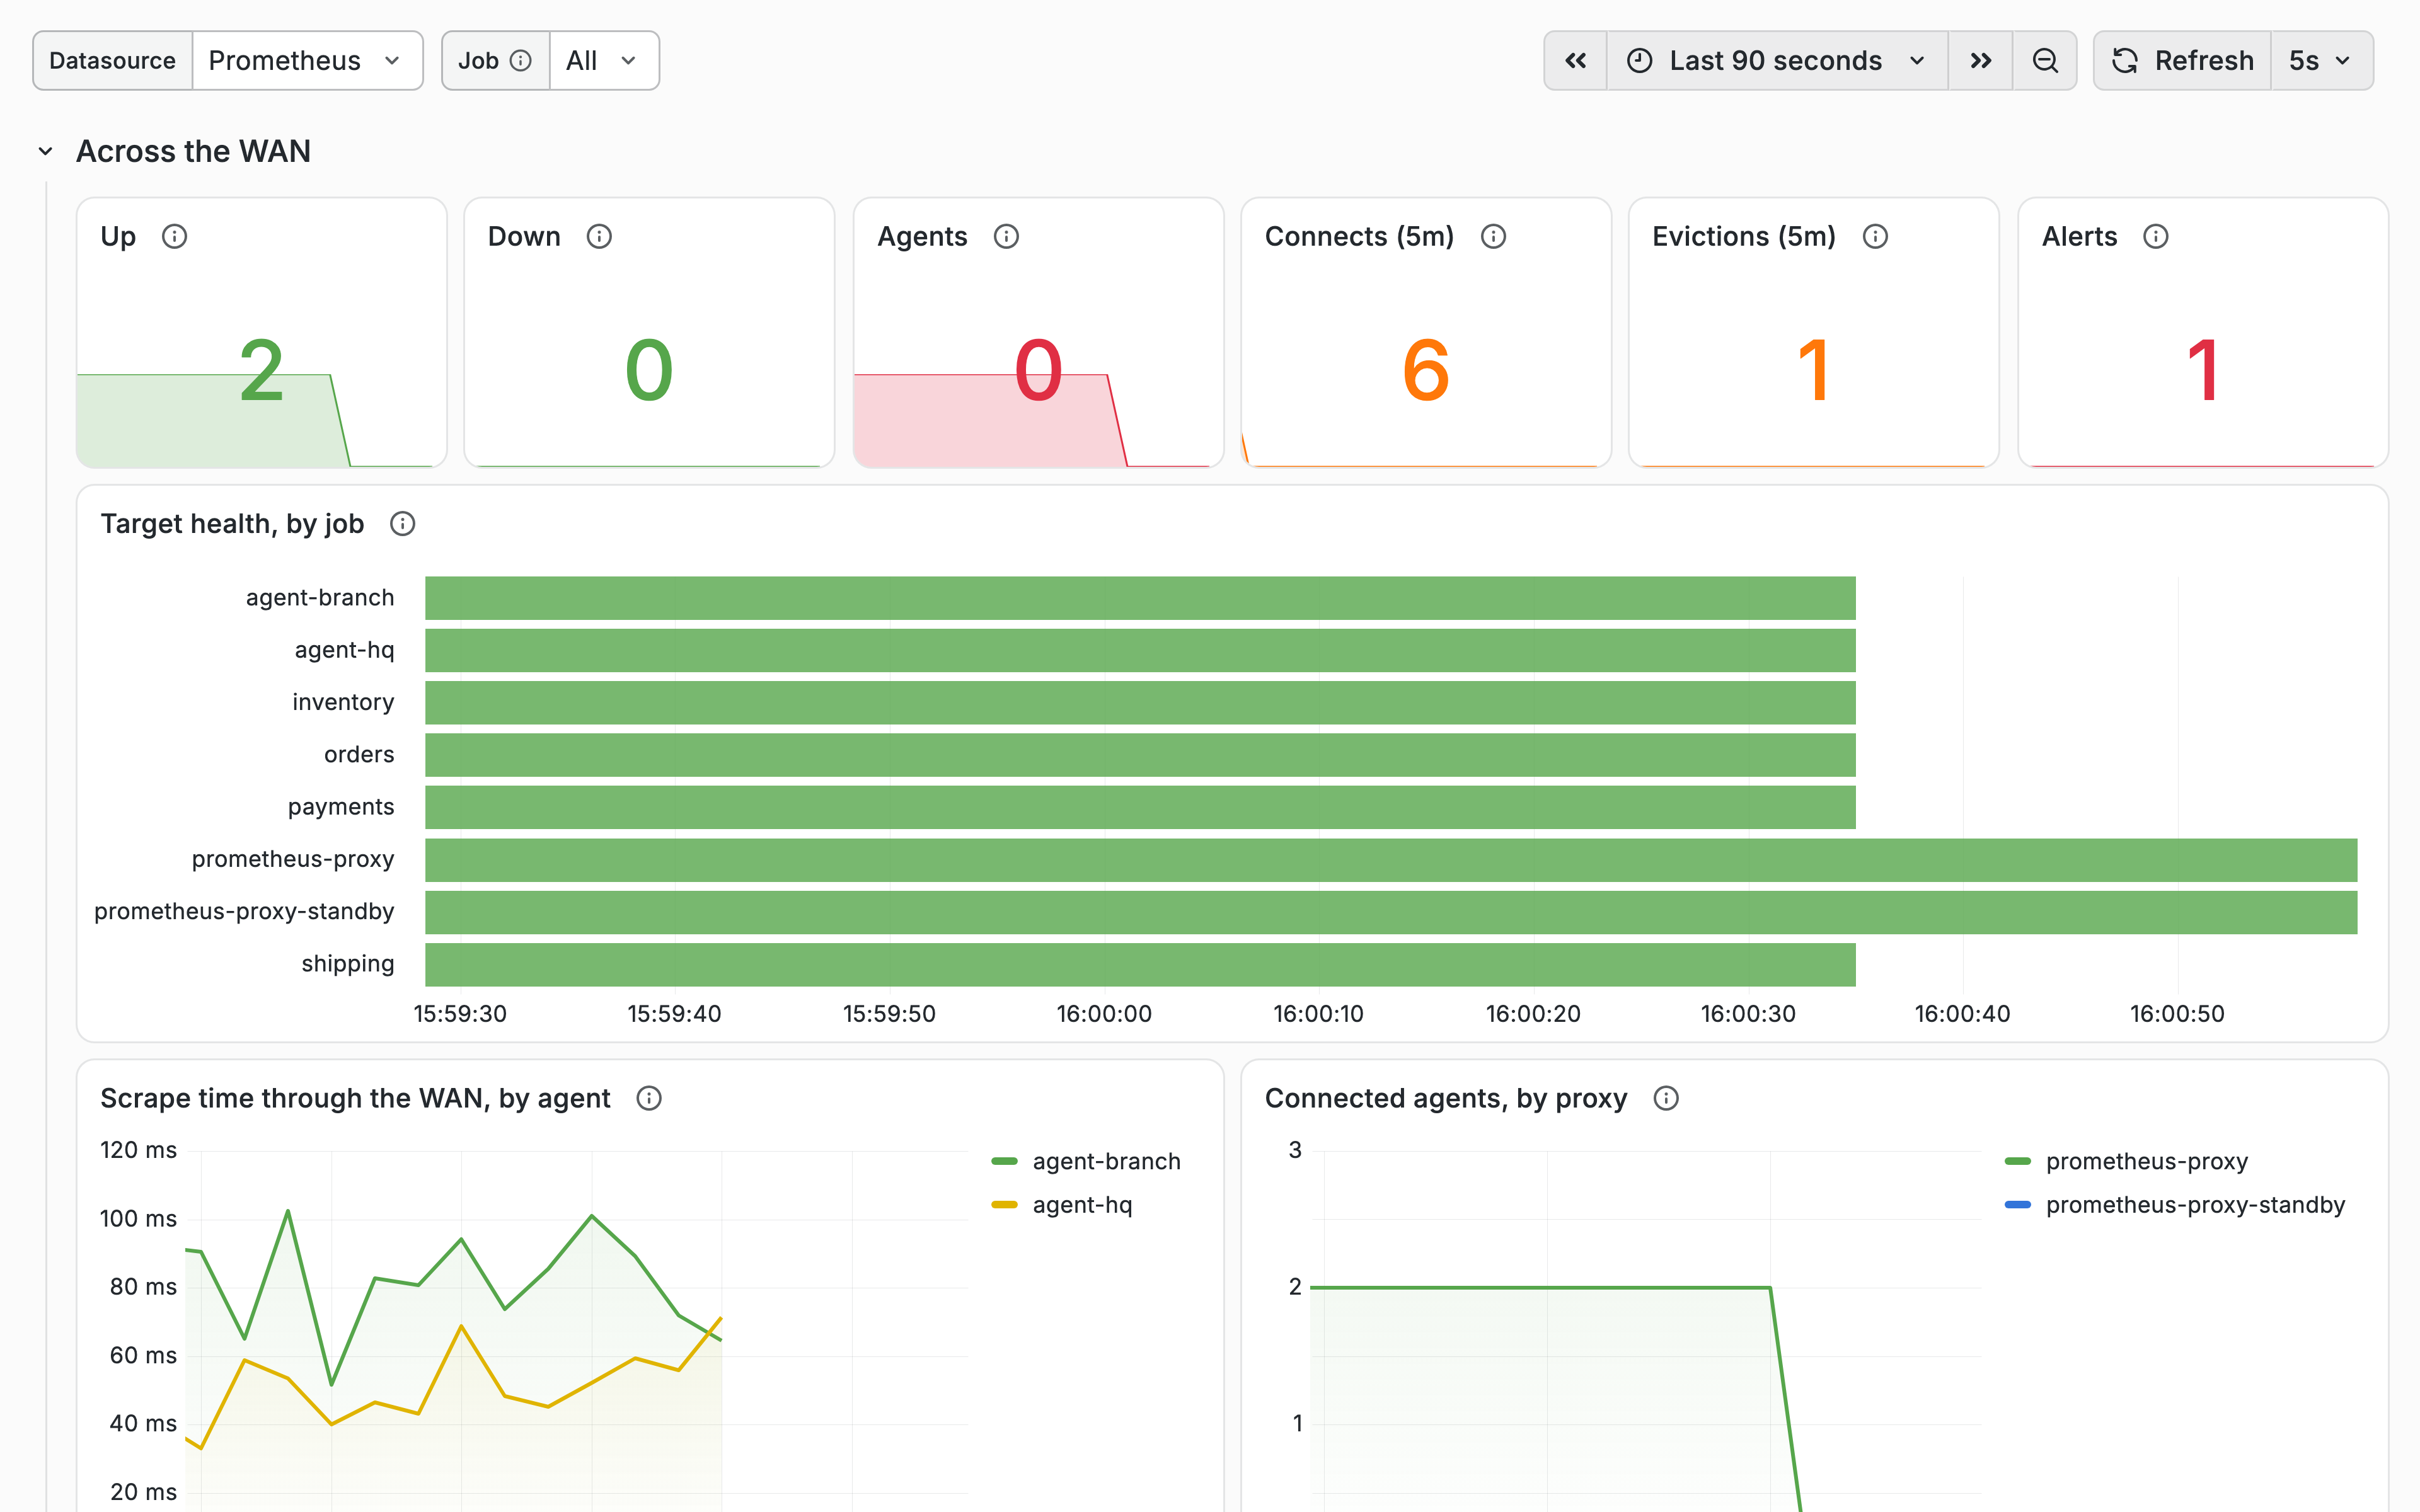 Datasource Prometheus Job All Last 90 seconds Refresh 5s
Across the WAN
Up Down Agents Connects (5m) Evictions (5m) Alerts
2 0 0 6 1 1
Target health, by job
agent-branch
agent-hq
inventory
orders
payments
prometheus-proxy
prometheus-proxy-standby
shipping
15:59:30 15:59:40 15:59:50 16:00:00 16:00:10 16:00:20 16:00:30 16:00:40 16:00:50
Scrape time through the WAN, by agent
120 ms
100 ms
80 ms
60 ms
40 ms
20 ms
agent-branch
agent-hq
Connected agents, by proxy
3
2
1
prometheus-proxy
prometheus-proxy-standby